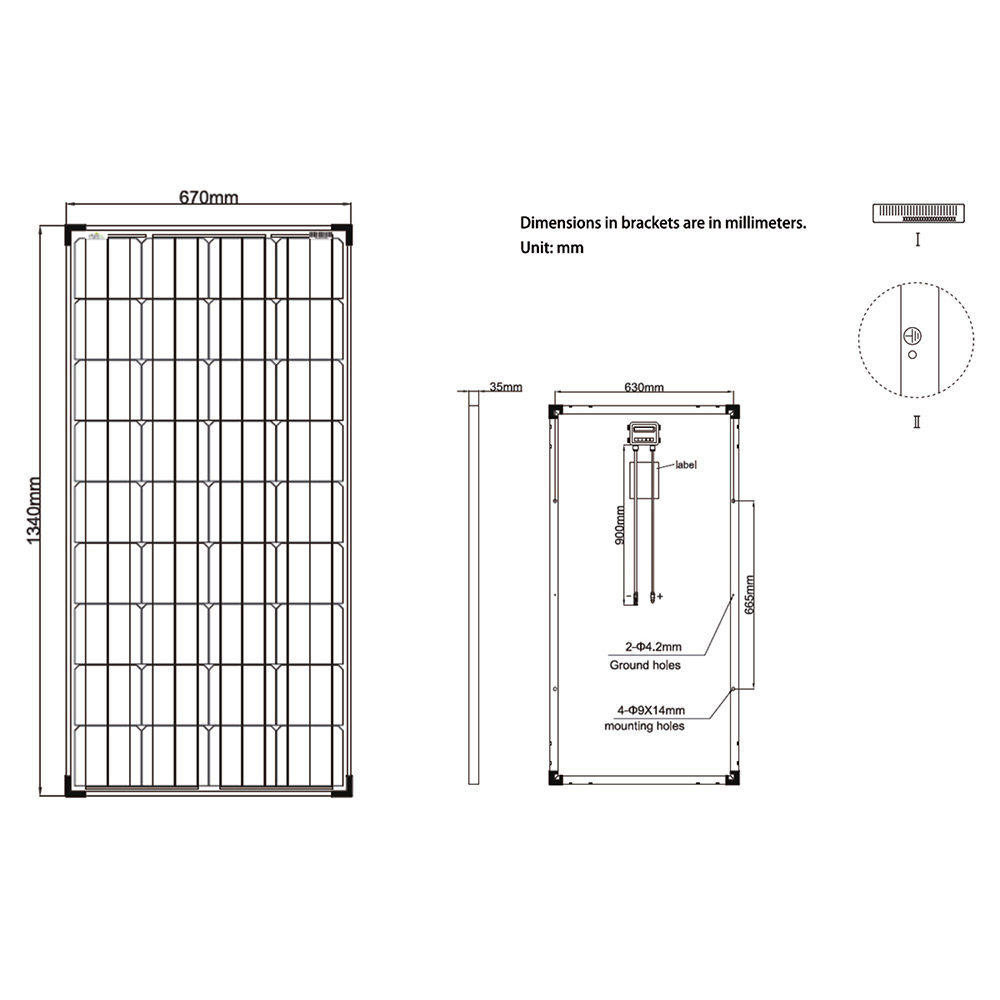 670mm
Dimensions in brackets are in millimeters.
Unit: mm
I
II
1340mm
35mm
630mm
label
900mm
- +
665mm
2-Φ4.2mm
Ground holes
4-Φ9X14mm
mounting holes